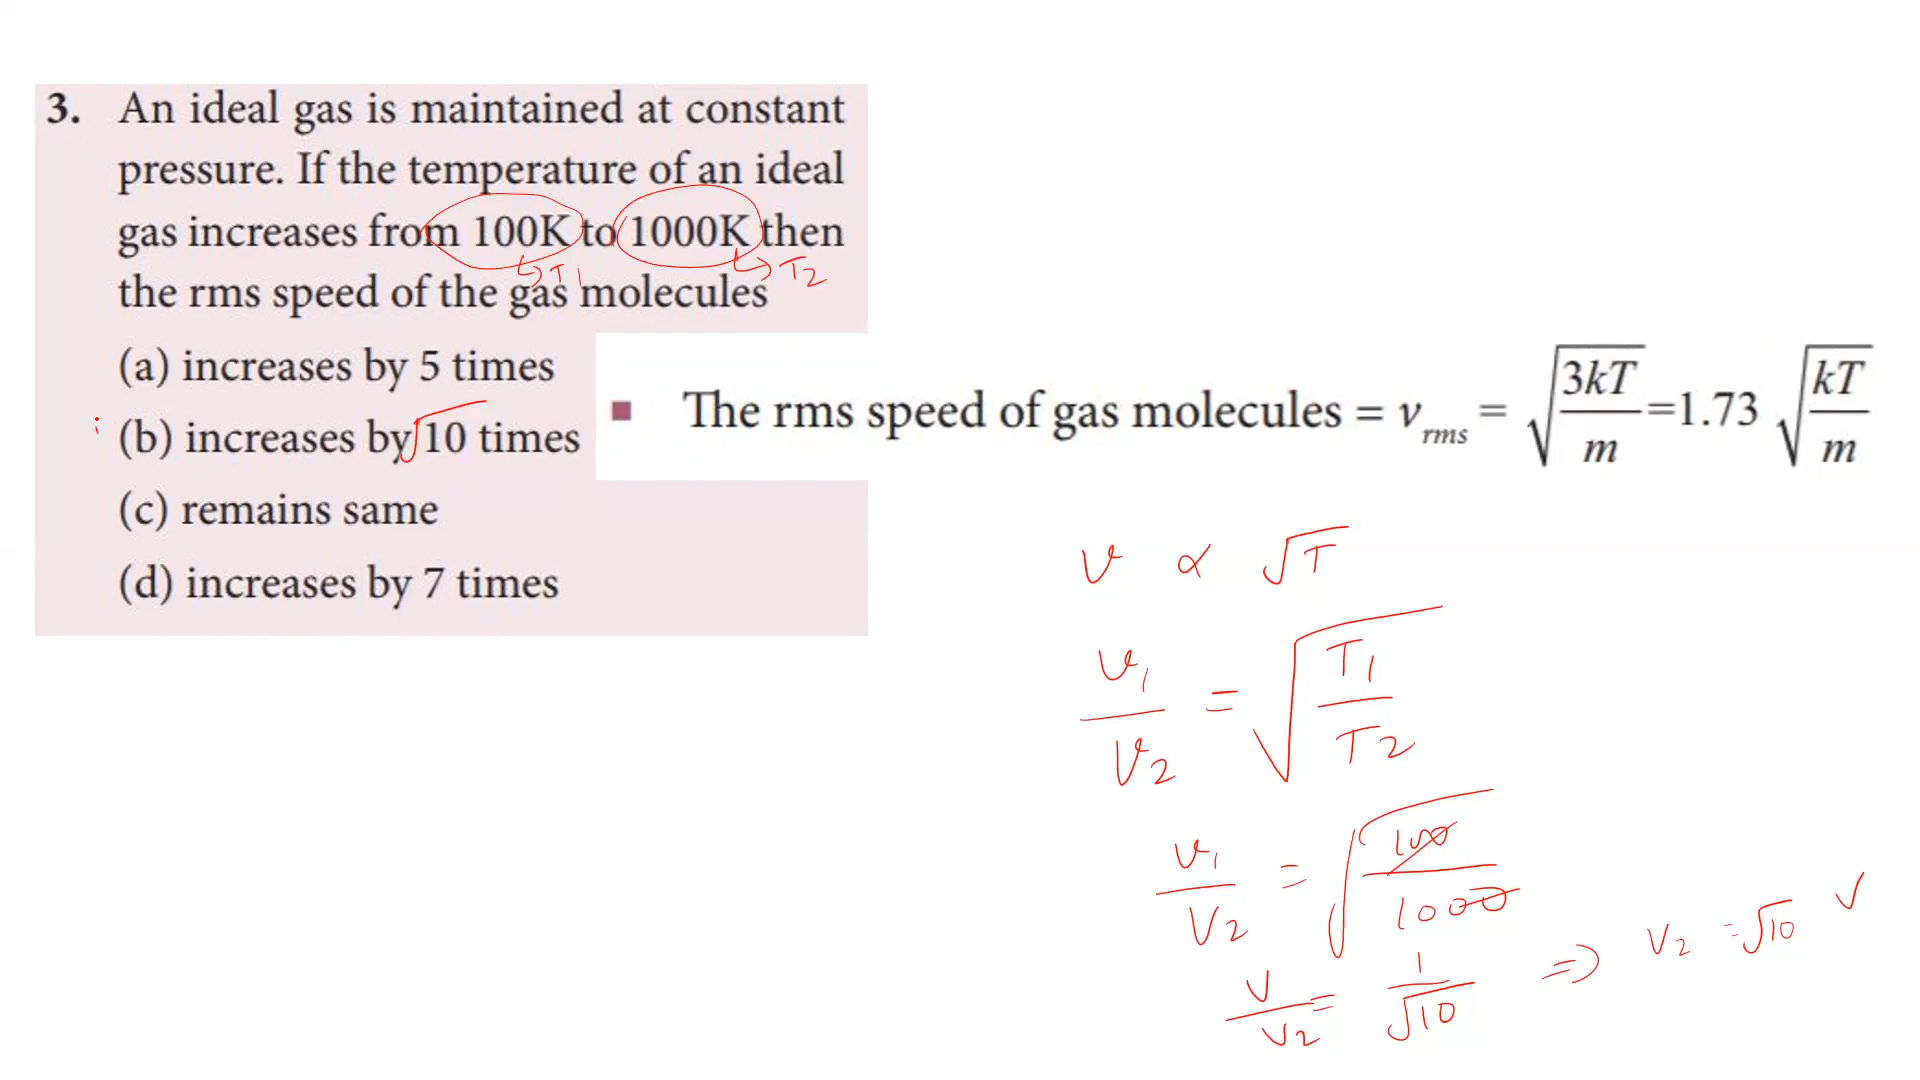 3. An ideal gas is maintained at constant
pressure. If the temperature of an ideal
gas increases from 100K to 1000K then
↳ T1 ↳ T2
the rms speed of the gas molecules
(a) increases by 5 times
(b) increases by √10 times
(c) remains same
(d) increases by 7 times
■ The rms speed of gas molecules = v_rms = √(3kT/m) = 1.73 √(kT/m)
v ∝ √T
v1/v2 = √(T1/T2)
v1/v2 = √(100/1000)
v/v2 = 1/√10 ⇒ v2 = √10 v